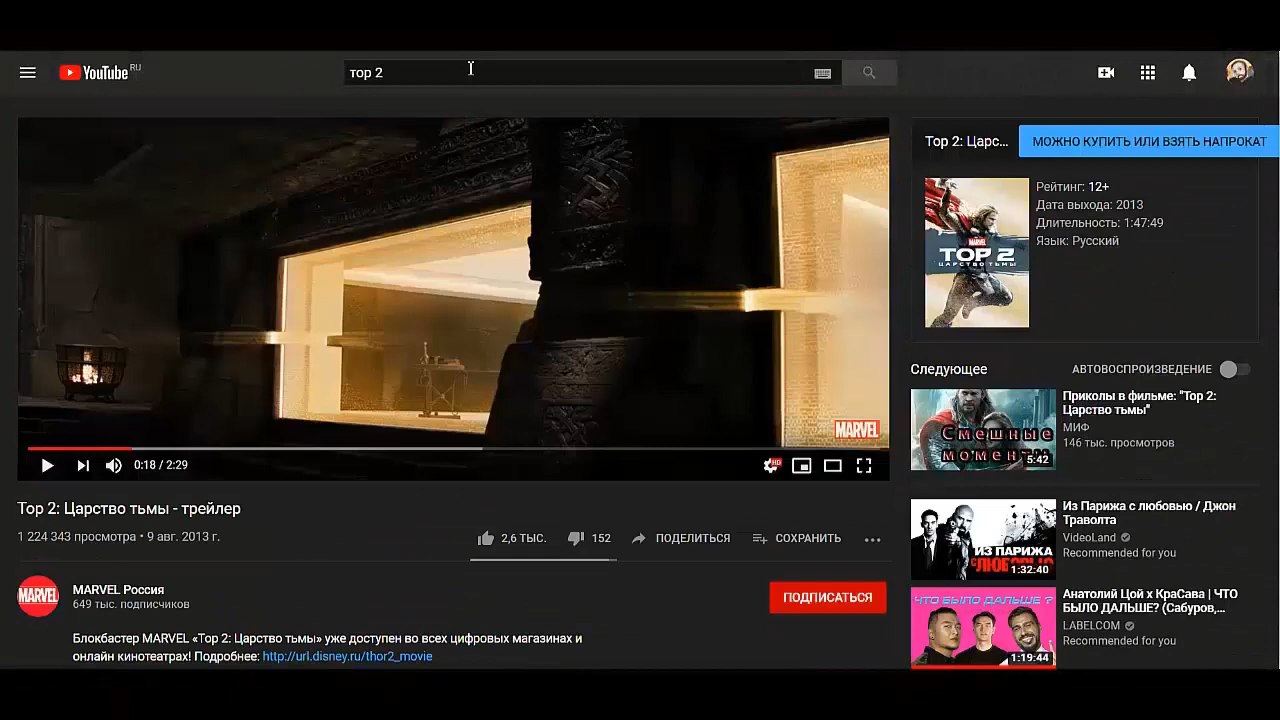 YouTube RU
тор 2
Тор 2: Царс...
МОЖНО КУПИТЬ ИЛИ ВЗЯТЬ НАПРОКАТ
MARVEL
ТОР 2
ЦАРСТВО ТЬМЫ
Рейтинг: 12+
Дата выхода: 2013
Длительность: 1:47:49
Язык: Русский
MARVEL
0:18 / 2:29
HD
Тор 2: Царство тьмы - трейлер
1 224 343 просмотра • 9 авг. 2013 г.
2,6 ТЫС.
152
ПОДЕЛИТЬСЯ
СОХРАНИТЬ
MARVEL
MARVEL Россия
649 тыс. подписчиков
ПОДПИСАТЬСЯ
Блокбастер MARVEL «Тор 2: Царство тьмы» уже доступен во всех цифровых магазинах и
онлайн кинотеатрах! Подробнее: http://url.disney.ru/thor2_movie
Следующее
АВТОВОСПРОИЗВЕДЕНИЕ
Смешные
момент
5:42
Приколы в фильме: "Тор 2:
Царство тьмы"
МИФ
146 тыс. просмотров
ИЗ ПАРИЖА
С ЛЮБОВЬЮ
1:32:40
Из Парижа с любовью / Джон
Траволта
VideoLand
Recommended for you
ЧТО БЫЛО ДАЛЬШЕ?
1:19:44
Анатолий Цой х КраСава | ЧТО
БЫЛО ДАЛЬШЕ? (Сабуров,...
LABELCOM
Recommended for you